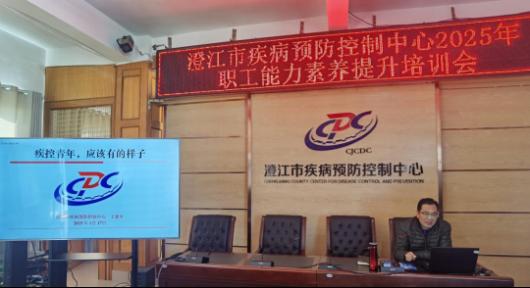 澄江市疾病预防控制中心2025年
职工能力素养提升培训会
CDC
CJCDC
澄江市疾病预防控制中心
CHENGJIANG COUNTY CENTER FOR DISEASE CONTROL AND PREVENTION
疾控青年，应该有的样子
CDC